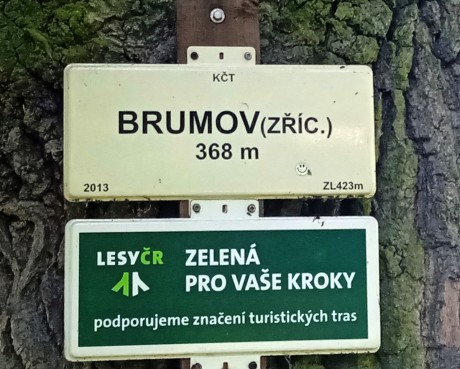 KČT
BRUMOV(ZŘÍC.)
368 m
2013 ZL423m
LESYČR ZELENÁ
PRO VAŠE KROKY
podporujeme značení turistických tras